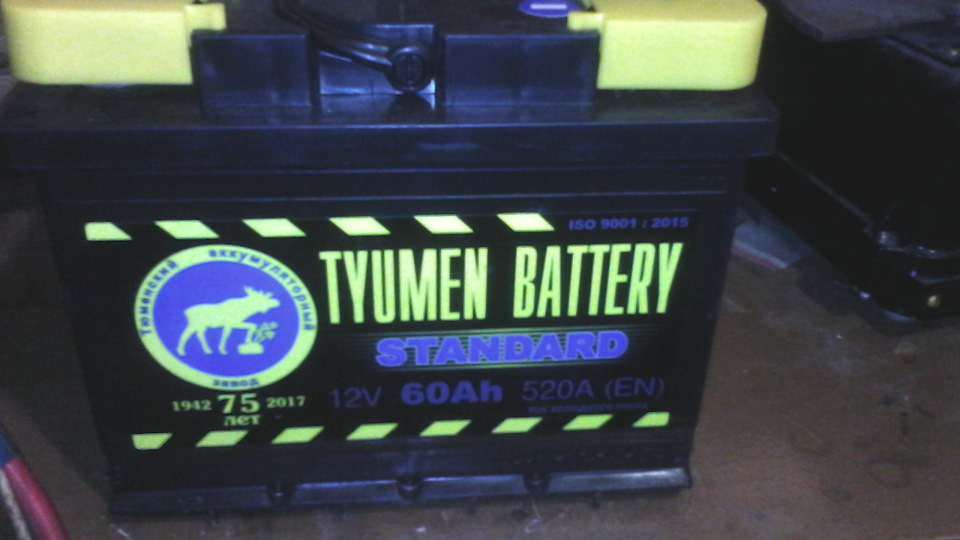 ISO 9001 : 2015
Тюменский аккумуляторный
завод
TYUMEN BATTERY
STANDARD
12V 60Ah 520A (EN)
1942 75 2017
лет